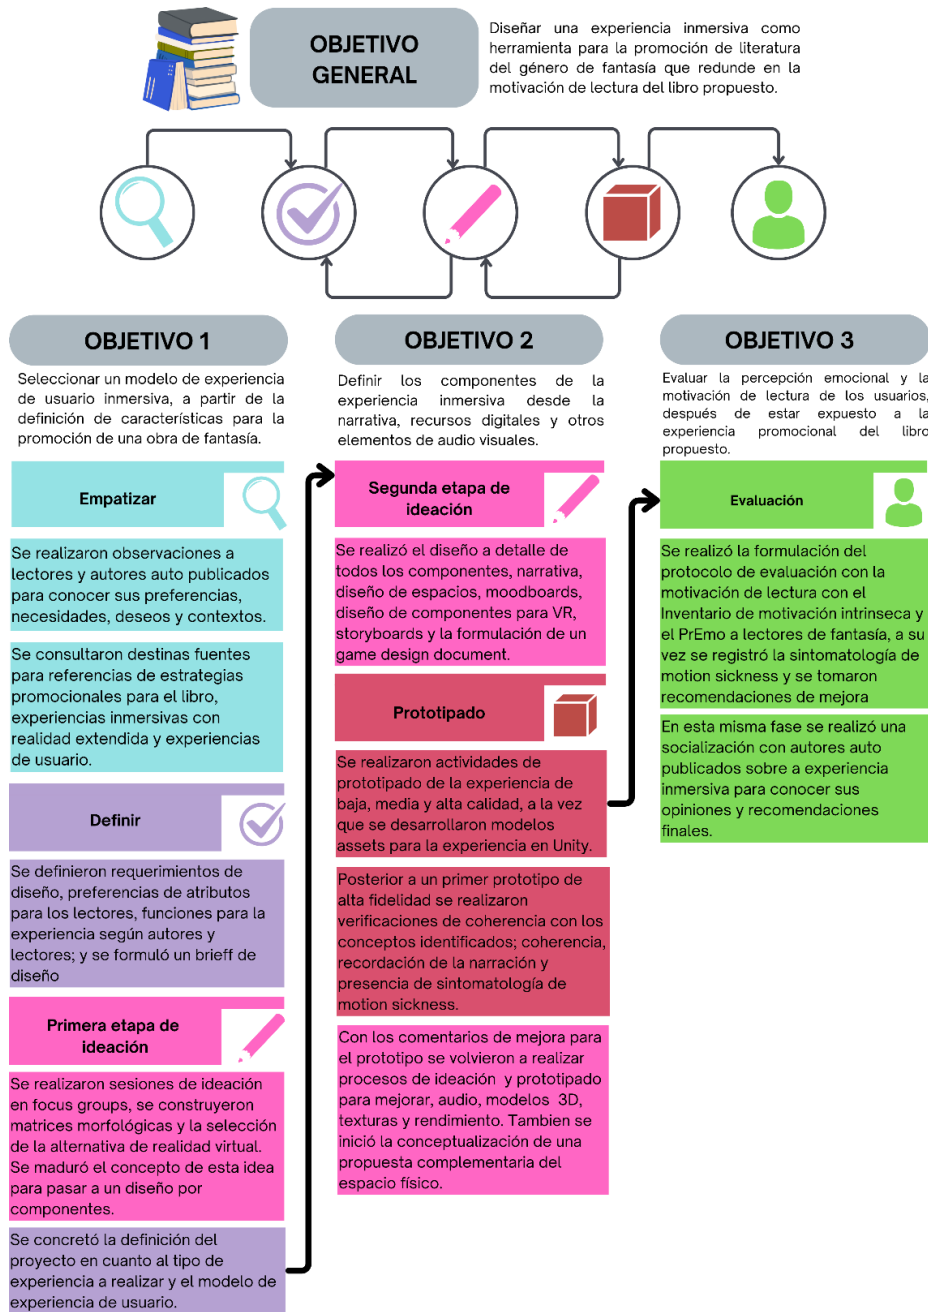 OBJETIVO
GENERAL
Diseñar una experiencia inmersiva como
herramienta para la promoción de literatura
del género de fantasía que redunde en la
motivación de lectura del libro propuesto.
OBJETIVO 1
Seleccionar un modelo de experiencia
de usuario inmersiva, a partir de la
definición de características para la
promoción de una obra de fantasía.
Empatizar
Se realizaron observaciones a
lectores y autores auto publicados
para conocer sus preferencias,
necesidades, deseos y contextos.
Se consultaron destinas fuentes
para referencias de estrategias
promocionales para el libro,
experiencias inmersivas con
realidad extendida y experiencias
de usuario.
Definir
Se definieron requerimientos de
diseño, preferencias de atributos
para los lectores, funciones para la
experiencia según autores y
lectores; y se formuló un brieff de
diseño
Primera etapa de
ideación
Se realizaron sesiones de ideación
en focus groups, se construyeron
matrices morfológicas y la selección
de la alternativa de realidad virtual.
Se maduró el concepto de esta idea
para pasar a un diseño por
componentes.
Se concretó la definición del
proyecto en cuanto al tipo de
experiencia a realizar y el modelo de
experiencia de usuario.
OBJETIVO 2
Definir los componentes de la
experiencia inmersiva desde la
narrativa, recursos digitales y otros
elementos de audio visuales.
Segunda etapa de
ideación
Se realizó el diseño a detalle de
todos los componentes, narrativa,
diseño de espacios, moodboards,
diseño de componentes para VR,
storyboards y la formulación de un
game design document.
Prototipado
Se realizaron actividades de
prototipado de la experiencia de
baja, media y alta calidad, a la vez
que se desarrollaron modelos
assets para la experiencia en Unity.
Posterior a un primer prototipo de
alta fidelidad se realizaron
verificaciones de coherencia con los
conceptos identificados; coherencia,
recordación de la narración y
presencia de sintomatología de
motion sickness.
Con los comentarios de mejora para
el prototipo se volvieron a realizar
procesos de ideación y prototipado
para mejorar, audio, modelos 3D,
texturas y rendimiento. Tambien se
inició la conceptualización de una
propuesta complementaria del
espacio físico.
OBJETIVO 3
Evaluar la percepción emocional y la
motivación de lectura de los usuarios,
después de estar expuesto a la
experiencia promocional del libro
propuesto.
Evaluación
Se realizó la formulación del
protocolo de evaluación con la
motivación de lectura con el
Inventario de motivación intrinseca y
el PrEmo a lectores de fantasía, a su
vez se registró la sintomatología de
motion sickness y se tomaron
recomendaciones de mejora
En esta misma fase se realizó una
socialización con autores auto
publicados sobre a experiencia
inmersiva para conocer sus
opiniones y recomendaciones
finales.